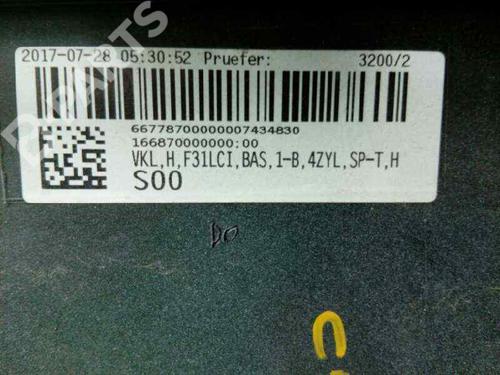 2017-07-28 05:30:52 Pruefer: 3200/2
66778700000007434830
166870000000;00
VKL,H,F31LCI,BAS,1-B,4ZYL,SP-T,H
S00
B-PARTS